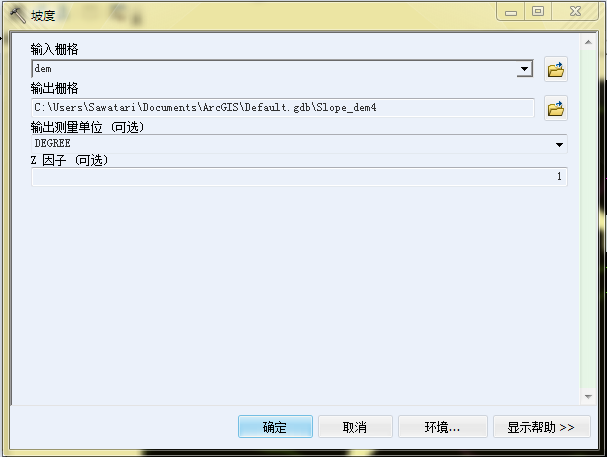 坡度
输入栅格
dem
输出栅格
C:\Users\Sawatari\Documents\ArcGIS\Default.gdb\Slope_dem4
输出测量单位 (可选)
DEGREE
Z 因子 (可选)
1
确定 取消 环境... 显示帮助 >>